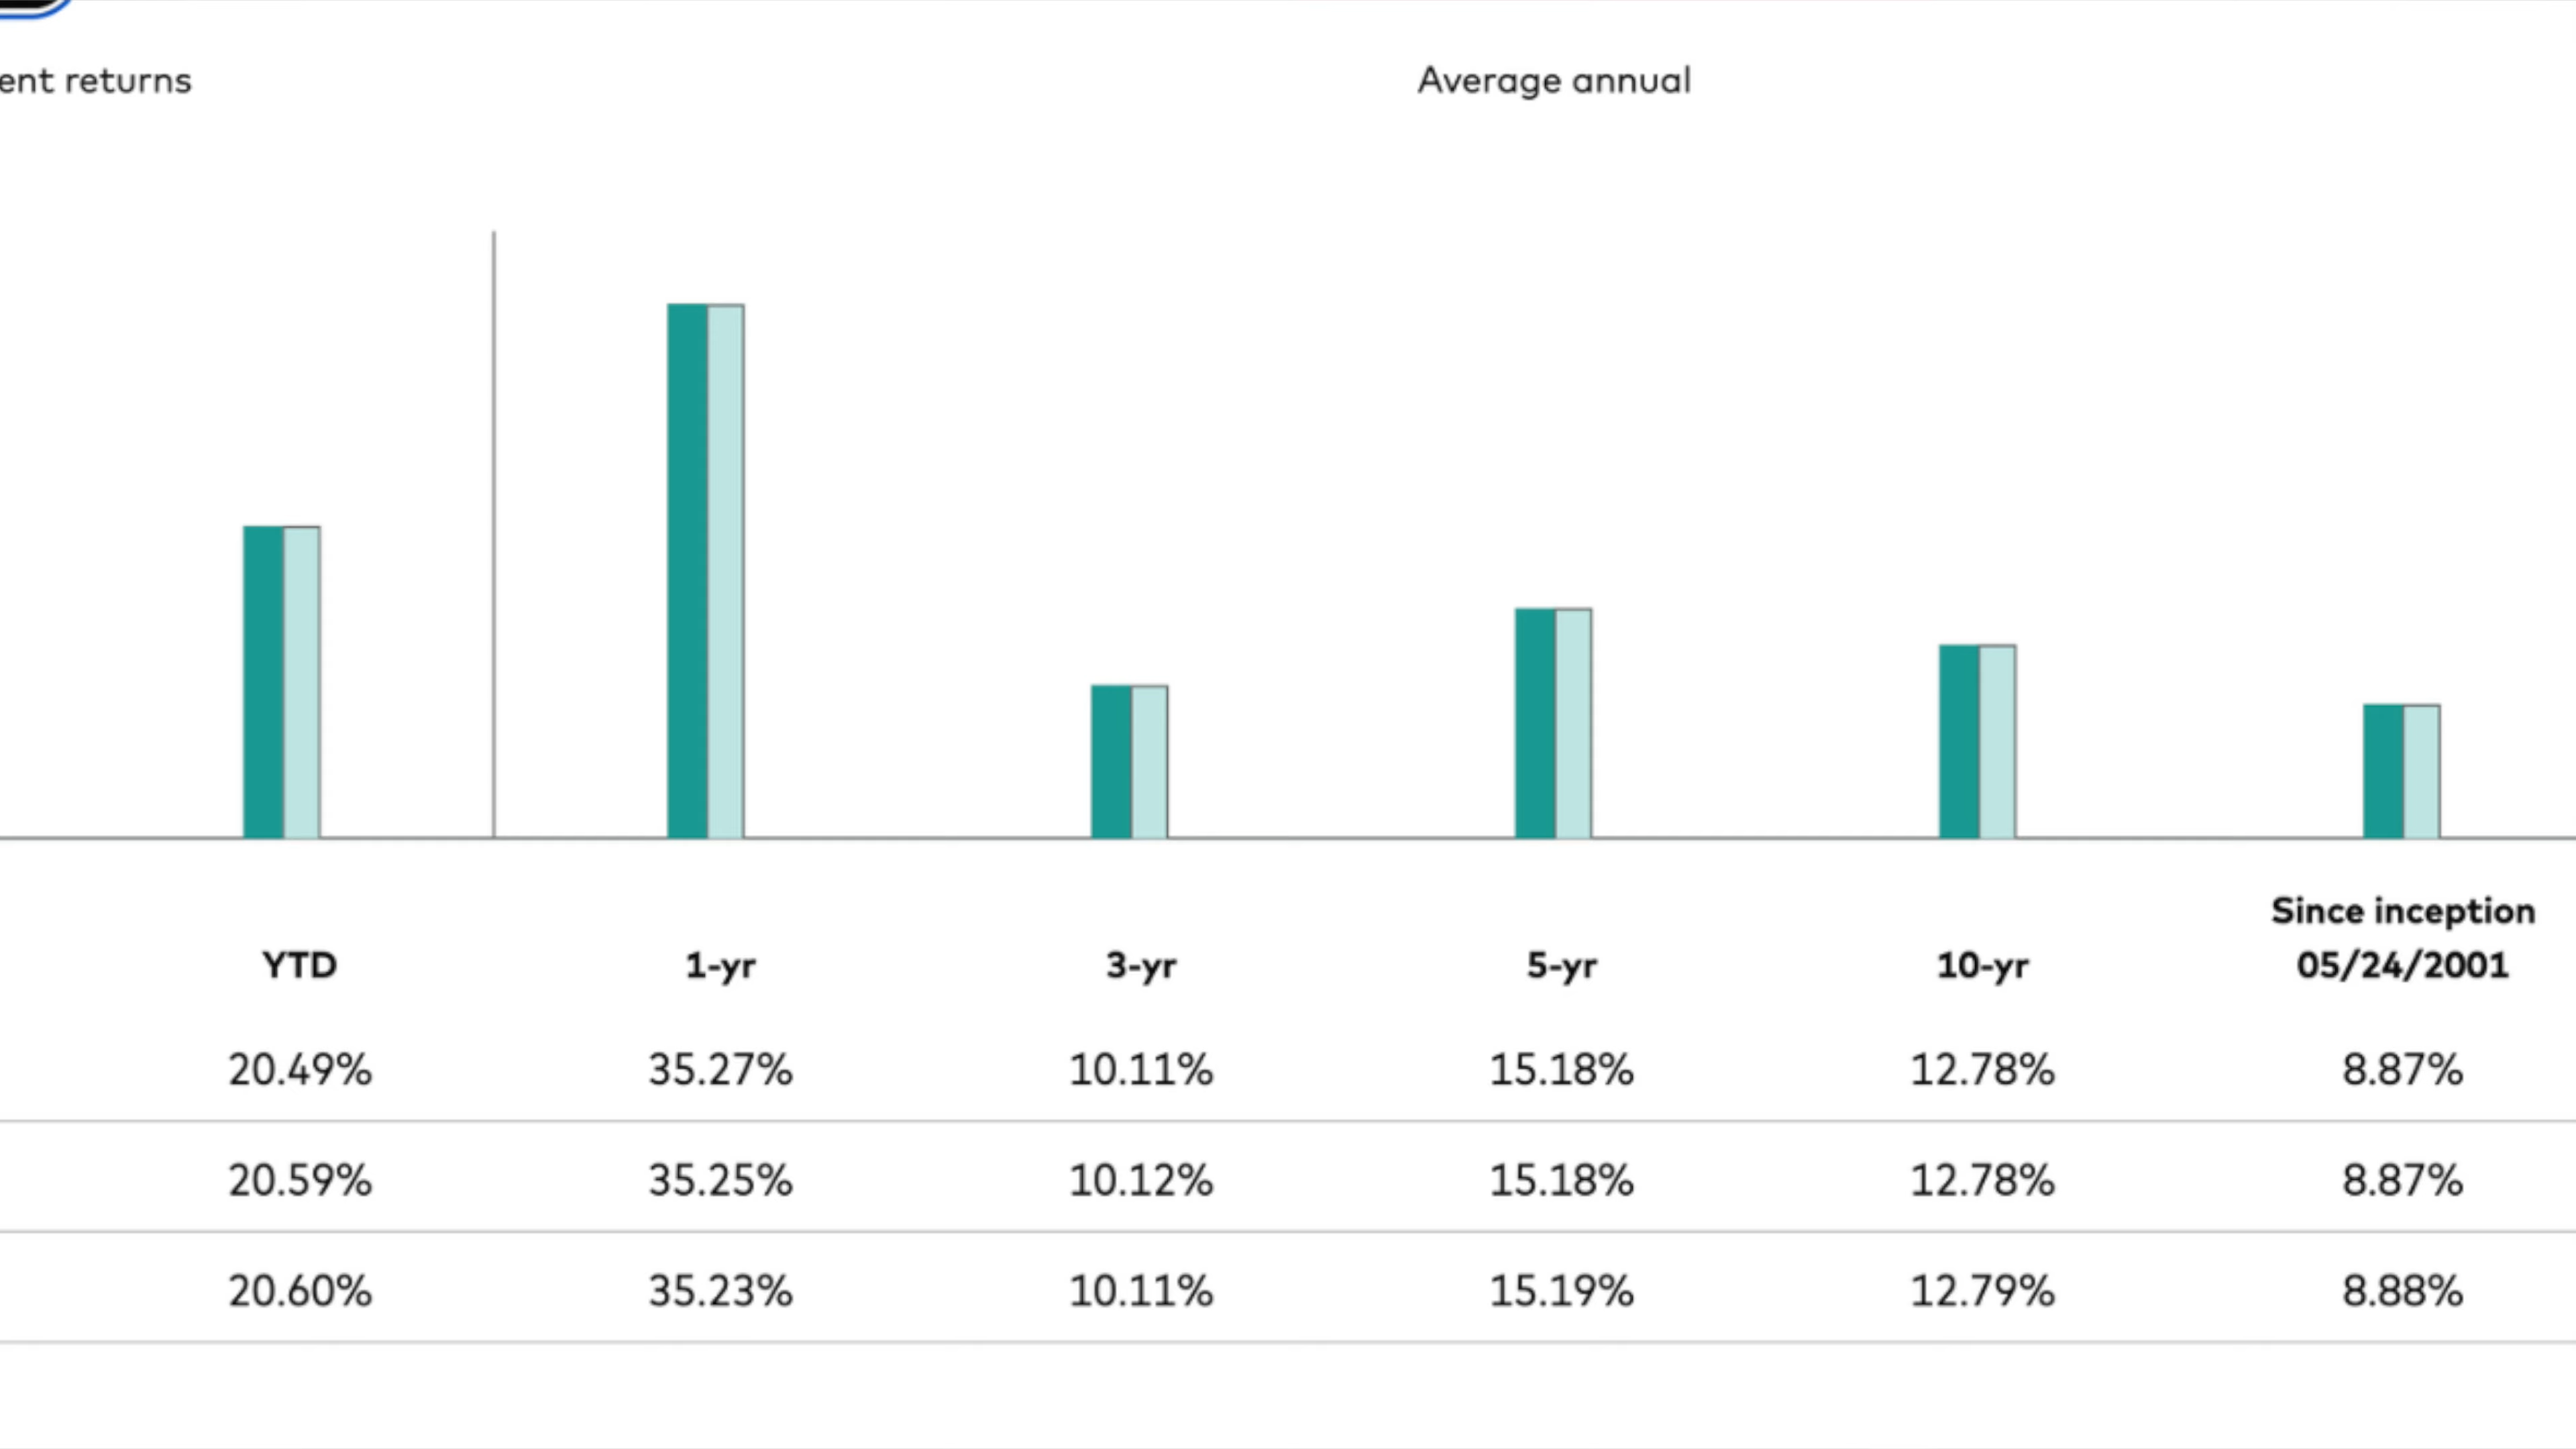 ent returns
Average annual
Since inception
YTD 1-yr 3-yr 5-yr 10-yr 05/24/2001
20.49% 35.27% 10.11% 15.18% 12.78% 8.87%
20.59% 35.25% 10.12% 15.18% 12.78% 8.87%
20.60% 35.23% 10.11% 15.19% 12.79% 8.88%